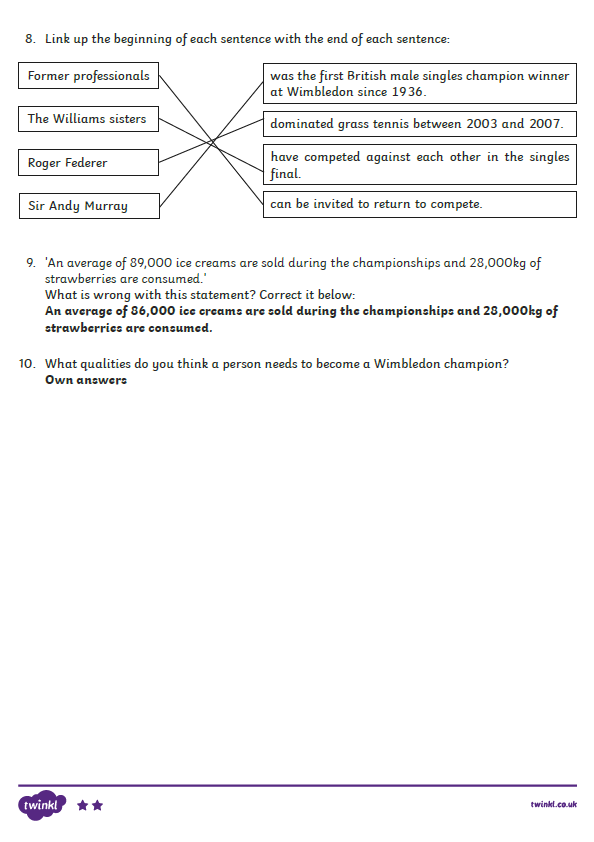 8. Link up the beginning of each sentence with the end of each sentence:
Former professionals
The Williams sisters
Roger Federer
Sir Andy Murray
was the first British male singles champion winner
at Wimbledon since 1936.
dominated grass tennis between 2003 and 2007.
have competed against each other in the singles
final.
can be invited to return to compete.
9. 'An average of 89,000 ice creams are sold during the championships and 28,000kg of
strawberries are consumed.'
What is wrong with this statement? Correct it below:
An average of 86,000 ice creams are sold during the championships and 28,000kg of
strawberries are consumed.
10. What qualities do you think a person needs to become a Wimbledon champion?
Own answers
twinkl
twinkl.co.uk